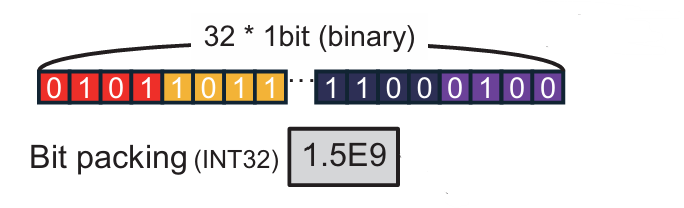 32 * 1bit (binary)
0 1 0 1 1 0 1 1 ... 1 1 0 0 0 1 0 0
Bit packing (INT32) 1.5E9